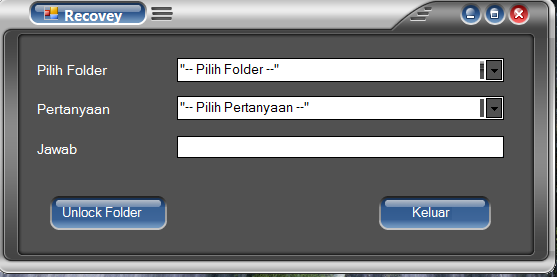 Recovey
Pilih Folder
"-- Pilih Folder --"
Pertanyaan
"-- Pilih Pertanyaan --"
Jawab
Unlock Folder
Keluar